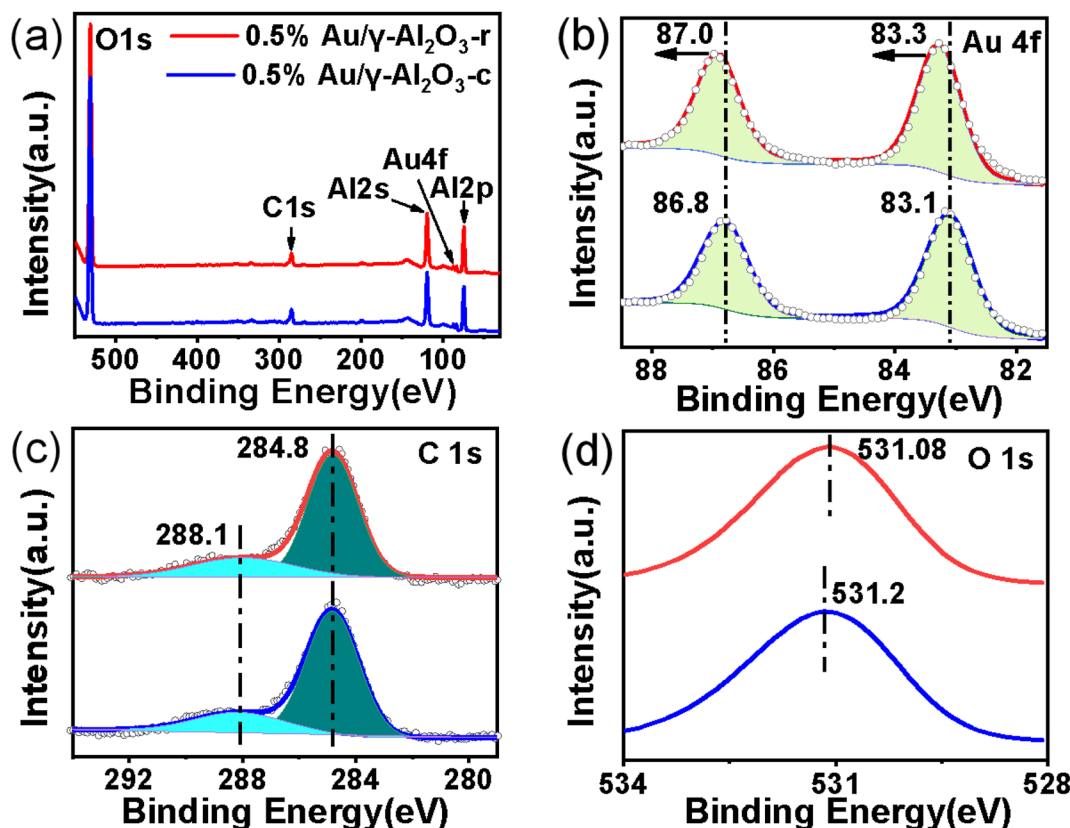 (a)
O1s
0.5% Au/γ-Al₂O₃-r
0.5% Au/γ-Al₂O₃-c
Au4f
Al2s
Al2p
C1s
Intensity(a.u.)
500 400 300 200 100
Binding Energy(eV)
(b)
87.0
83.3
Au 4f
86.8
83.1
Intensity(a.u.)
88 86 84 82
Binding Energy(eV)
(c)
284.8
C 1s
288.1
Intensity(a.u.)
292 288 284 280
Binding Energy(eV)
(d)
531.08
O 1s
531.2
Intensity(a.u.)
534 531 528
Binding Energy(eV)